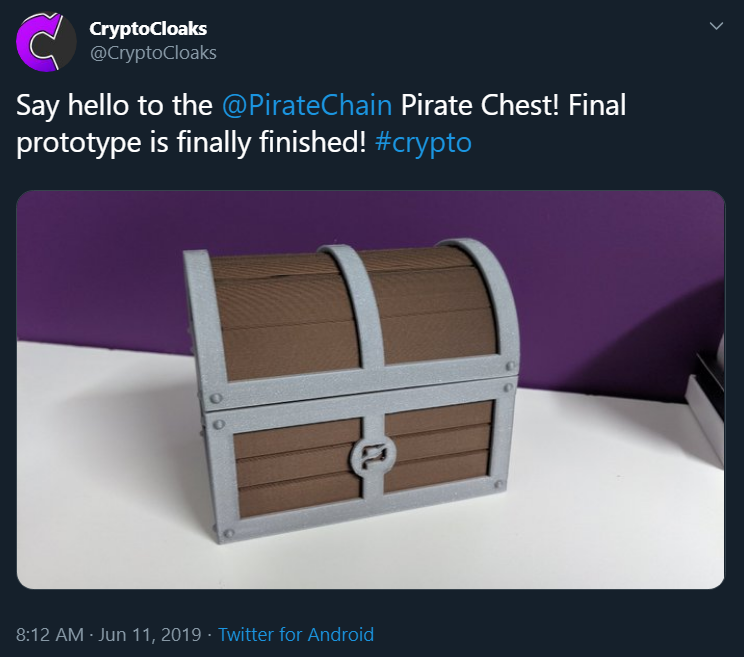 CryptoCloaks
@CryptoCloaks
Say hello to the @PirateChain Pirate Chest! Final
prototype is finally finished! #crypto
8:12 AM · Jun 11, 2019 · Twitter for Android